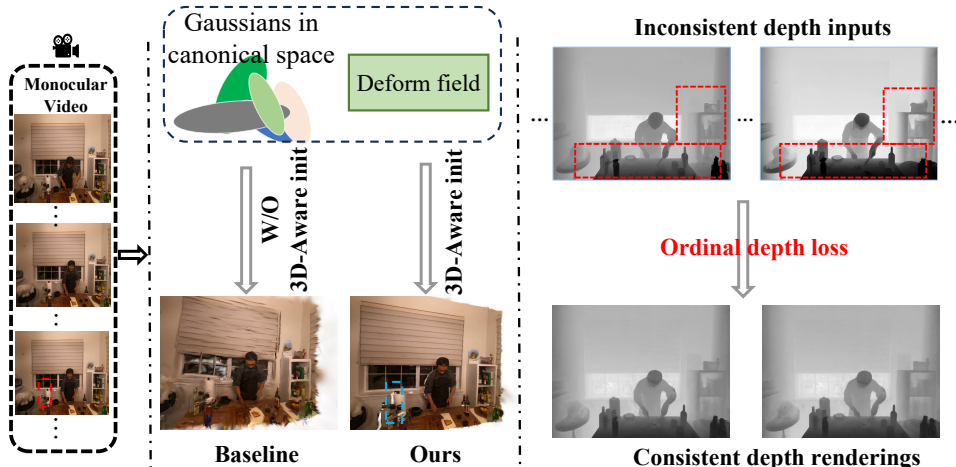 Monocular
Video
Gaussians in
canonical space
Deform field
W/O
3D-Aware init
3D-Aware init
Baseline
Ours
Inconsistent depth inputs
...
...
...
Ordinal depth loss
Consistent depth renderings